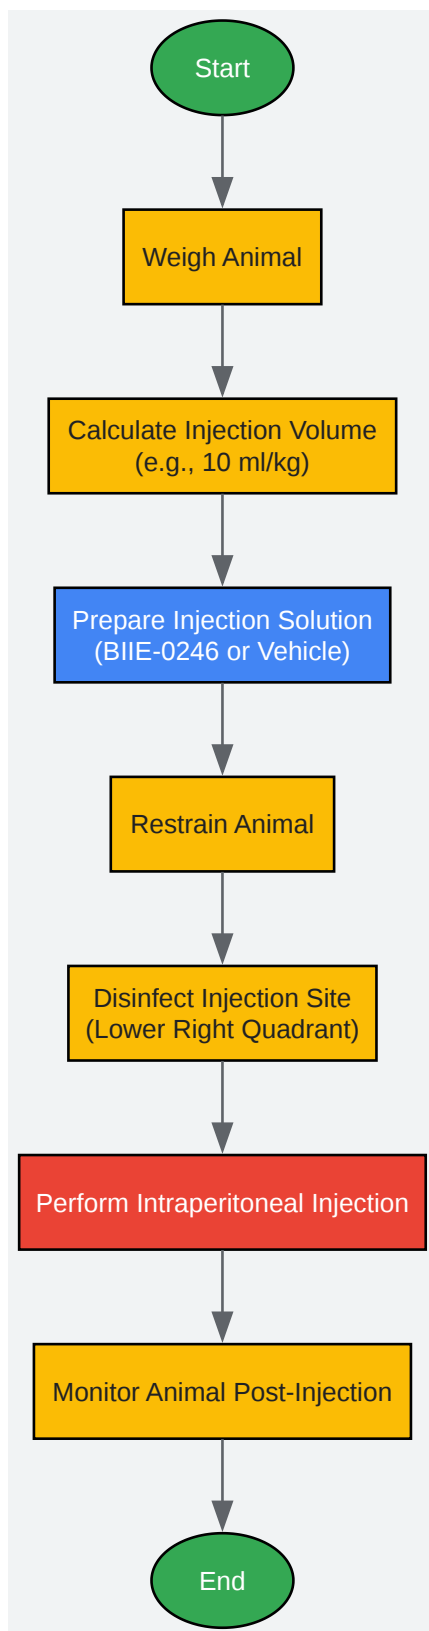 Start
Weigh Animal
Calculate Injection Volume
(e.g., 10 ml/kg)
Prepare Injection Solution
(BIIE-0246 or Vehicle)
Restrain Animal
Disinfect Injection Site
(Lower Right Quadrant)
Perform Intraperitoneal Injection
Monitor Animal Post-Injection
End